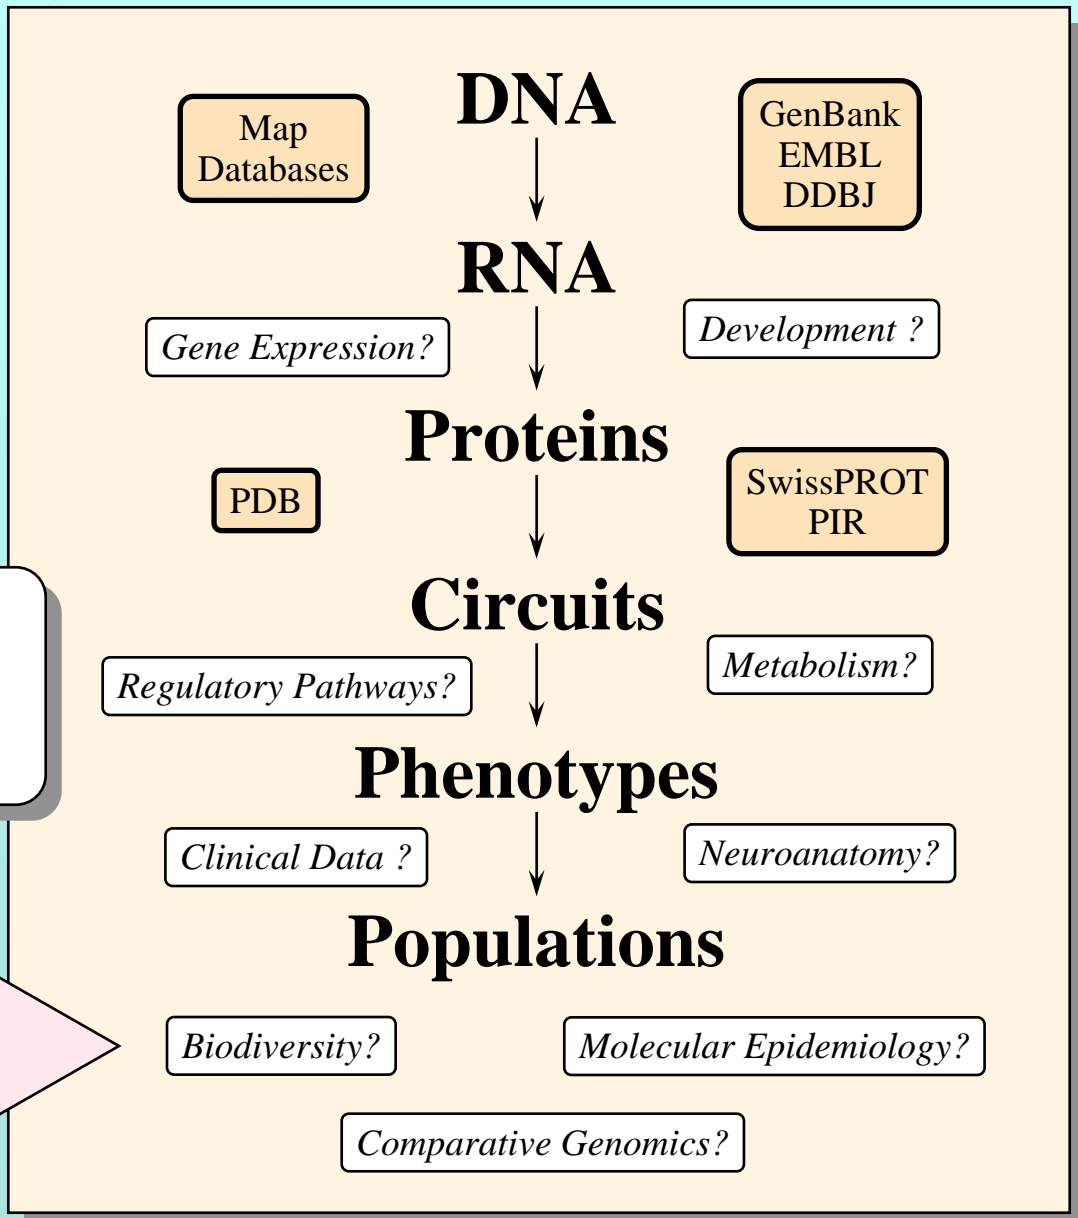 DNA
Map
Databases
GenBank
EMBL
DDBJ
RNA
Gene Expression?
Development ?
Proteins
PDB
SwissPROT
PIR
Circuits
Regulatory Pathways?
Metabolism?
Phenotypes
Clinical Data ?
Neuroanatomy?
Populations
Biodiversity?
Molecular Epidemiology?
Comparative Genomics?